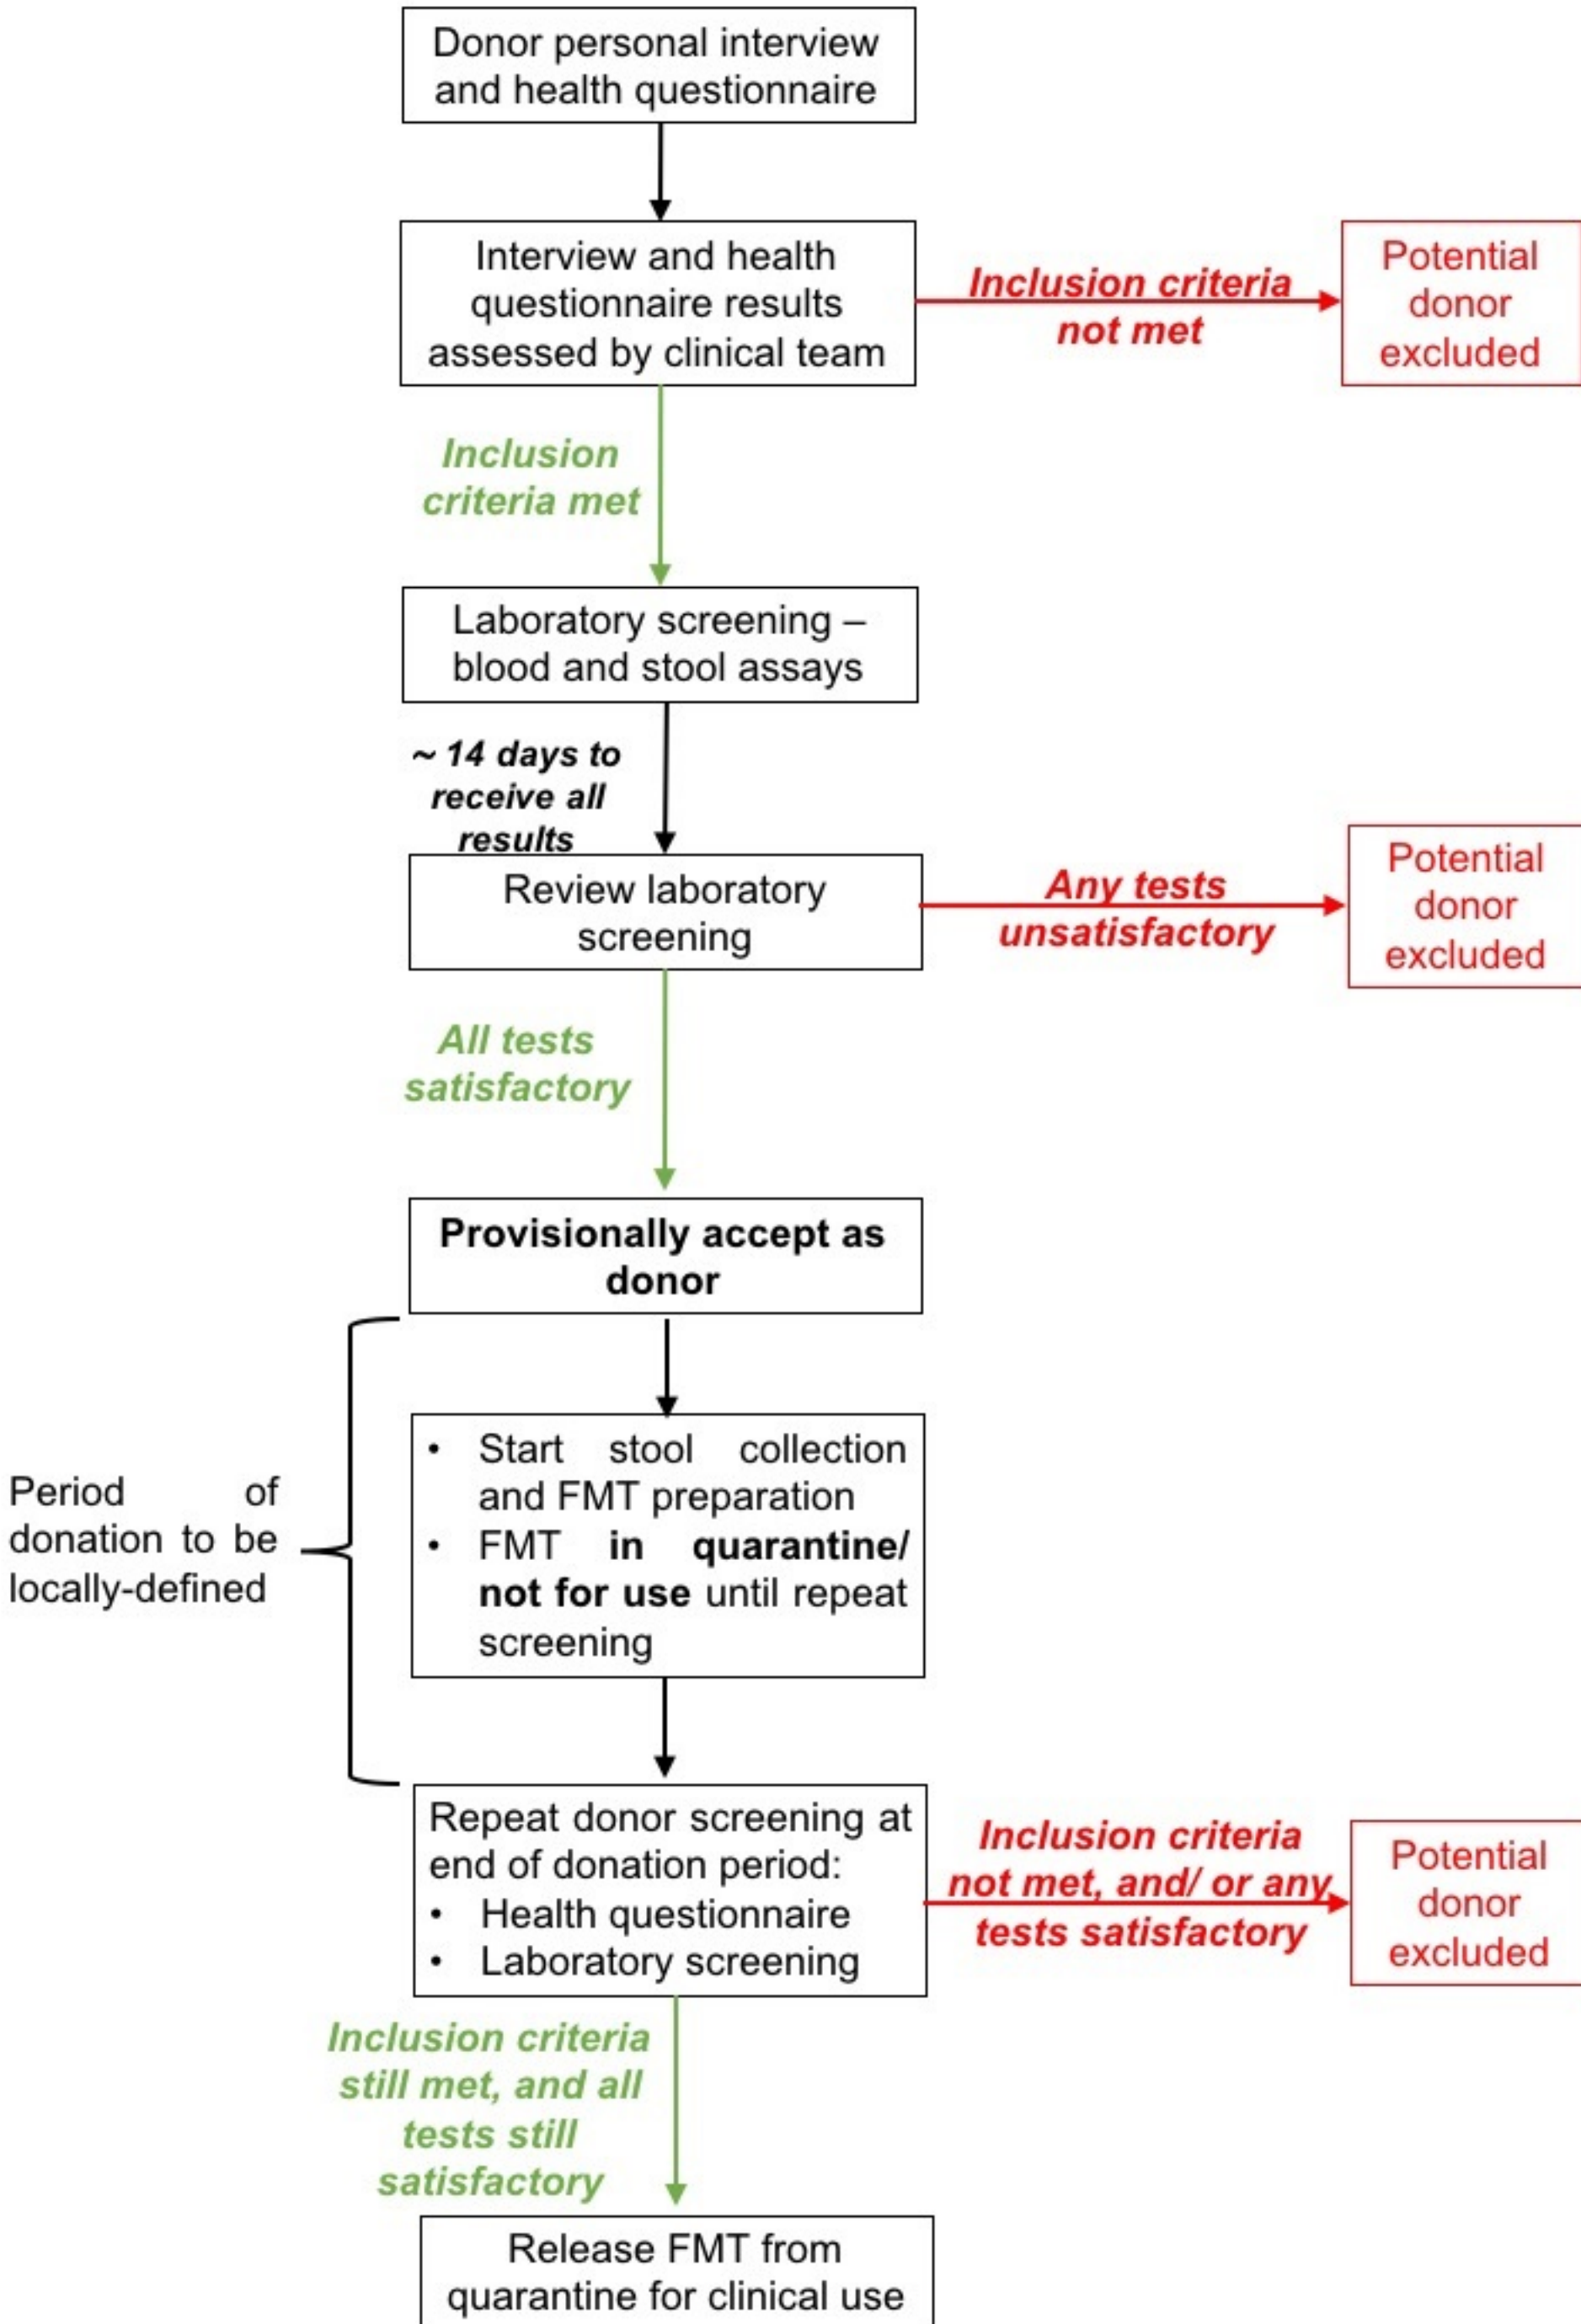 Donor personal interview
and health questionnaire
Interview and health
questionnaire results
assessed by clinical team
Inclusion criteria
not met
Potential
donor
excluded
Inclusion
criteria met
Laboratory screening –
blood and stool assays
~ 14 days to
receive all
results
Review laboratory
screening
Any tests
unsatisfactory
Potential
donor
excluded
All tests
satisfactory
Provisionally accept as
donor
Period of
donation to be
locally-defined
• Start stool collection
and FMT preparation
• FMT in quarantine/
not for use until repeat
screening
Repeat donor screening at
end of donation period:
• Health questionnaire
• Laboratory screening
Inclusion criteria
not met, and/ or any
tests satisfactory
Potential
donor
excluded
Inclusion criteria
still met, and all
tests still
satisfactory
Release FMT from
quarantine for clinical use